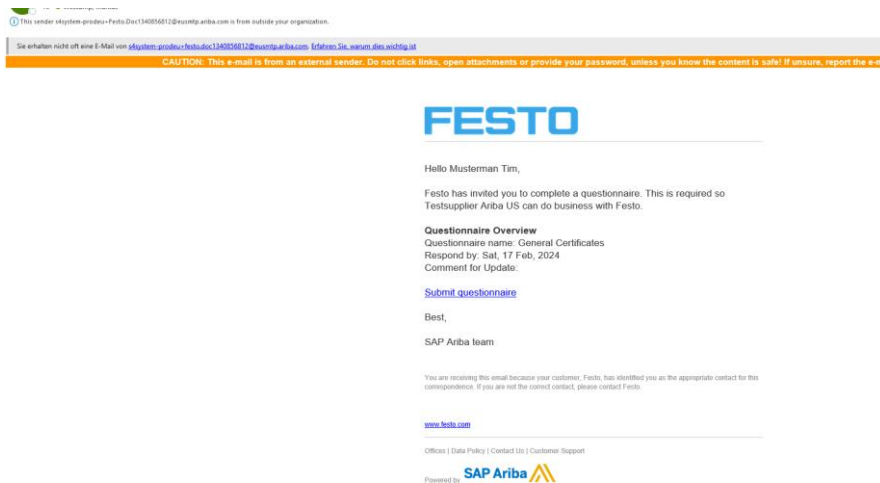 This sender s4system-prodeu+Festo.Doc1340856812@eusmtp.ariba.com is from outside your organization.
Sie erhalten nicht oft eine E-Mail von s4system-prodeu+festo.doc1340856812@eusmtp.ariba.com. Erfahren Sie, warum dies wichtig ist
CAUTION: This e-mail is from an external sender. Do not click links, open attachments or provide your password, unless you know the content is safe! If unsure, report the
FESTO
Hello Musterman Tim,
Festo has invited you to complete a questionnaire. This is required so
Testsupplier Ariba US can do business with Festo.
Questionnaire Overview
Questionnaire name: General Certificates
Respond by: Sat, 17 Feb, 2024
Comment for Update:
Submit questionnaire
Best,
SAP Ariba team
You are receiving this email because your customer, Festo, has identified you as the appropriate contact for this
correspondence. If you are not the correct contact, please contact Festo.
www.festo.com
Offices | Data Policy | Contact Us | Customer Support
Powered by SAP Ariba